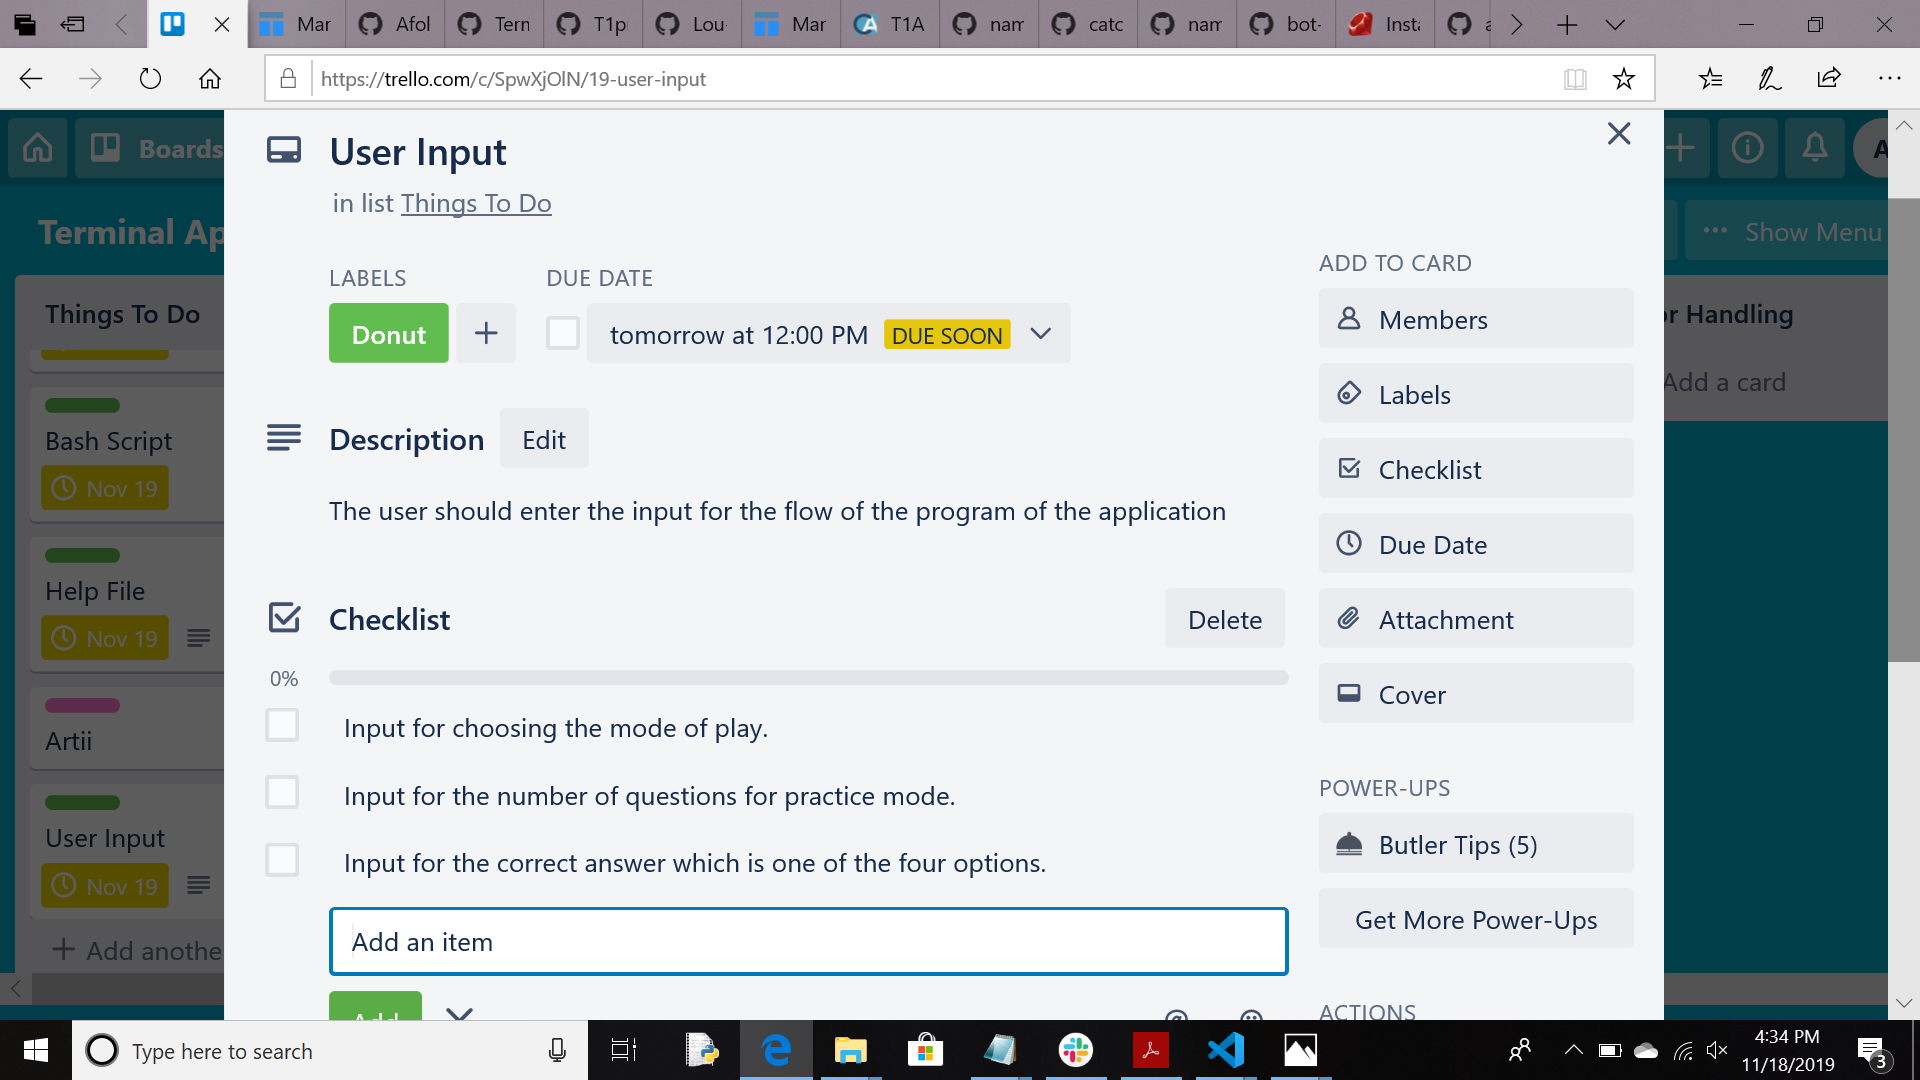 Mar
Afol
Tern
T1p
Lou-
Mar
T1A
nam
catc
nam
bot-
Insta
https://trello.com/c/SpwXjOlN/19-user-input
Boards
Terminal Ap
Show Menu
User Input
in list Things To Do
LABELS
DUE DATE
Donut
tomorrow at 12:00 PM DUE SOON
Description
Edit
The user should enter the input for the flow of the program of the application
Checklist
Delete
0%
Input for choosing the mode of play.
Input for the number of questions for practice mode.
Input for the correct answer which is one of the four options.
Add an item
Add
ADD TO CARD
Members
Labels
Checklist
Due Date
Attachment
Cover
POWER-UPS
Butler Tips (5)
Get More Power-Ups
ACTIONS
Things To Do
Bash Script
Nov 19
Help File
Nov 19
Artii
User Input
Nov 19
Add anothe
or Handling
Add a card
A
Type here to search
4:34 PM
11/18/2019
3